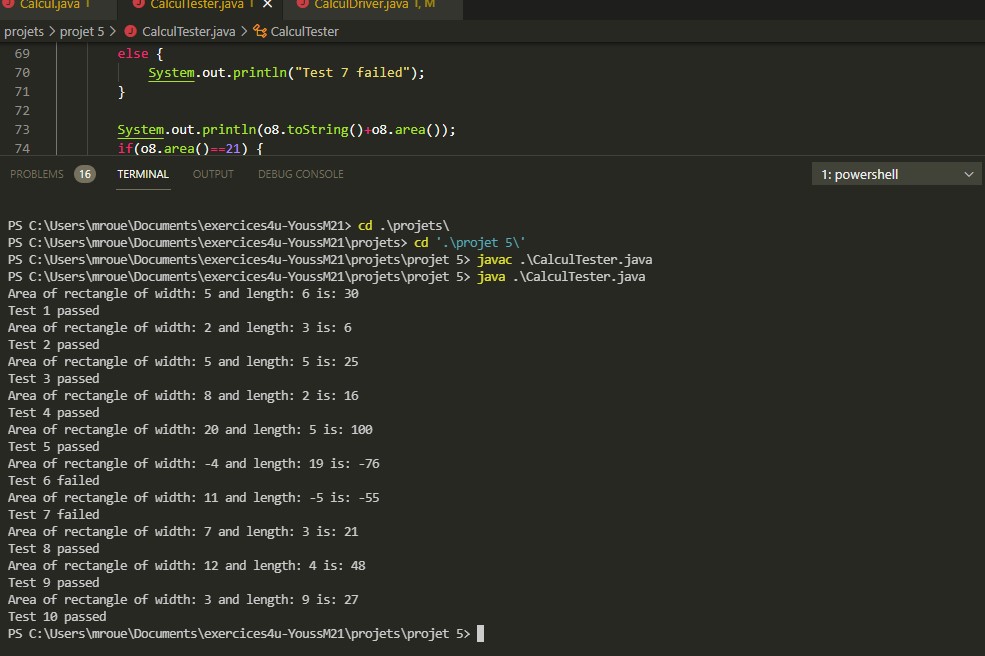 Calcul.java 1
CalculTester.java 1
CalculDriver.java 1, M
projets > projet 5 > CalculTester.java > CalculTester
69 else {
70 System.out.println("Test 7 failed");
71 }
72
73 System.out.println(o8.toString()+o8.area());
74 if(o8.area()==21) {
PROBLEMS 16 TERMINAL OUTPUT DEBUG CONSOLE 1: powershell
PS C:\Users\mroue\Documents\exercices4u-YoussM21> cd .\projets\
PS C:\Users\mroue\Documents\exercices4u-YoussM21\projets> cd '.\projet 5\'
PS C:\Users\mroue\Documents\exercices4u-YoussM21\projets\projet 5> javac .\CalculTester.java
PS C:\Users\mroue\Documents\exercices4u-YoussM21\projets\projet 5> java .\CalculTester.java
Area of rectangle of width: 5 and length: 6 is: 30
Test 1 passed
Area of rectangle of width: 2 and length: 3 is: 6
Test 2 passed
Area of rectangle of width: 5 and length: 5 is: 25
Test 3 passed
Area of rectangle of width: 8 and length: 2 is: 16
Test 4 passed
Area of rectangle of width: 20 and length: 5 is: 100
Test 5 passed
Area of rectangle of width: -4 and length: 19 is: -76
Test 6 failed
Area of rectangle of width: 11 and length: -5 is: -55
Test 7 failed
Area of rectangle of width: 7 and length: 3 is: 21
Test 8 passed
Area of rectangle of width: 12 and length: 4 is: 48
Test 9 passed
Area of rectangle of width: 3 and length: 9 is: 27
Test 10 passed
PS C:\Users\mroue\Documents\exercices4u-YoussM21\projets\projet 5>